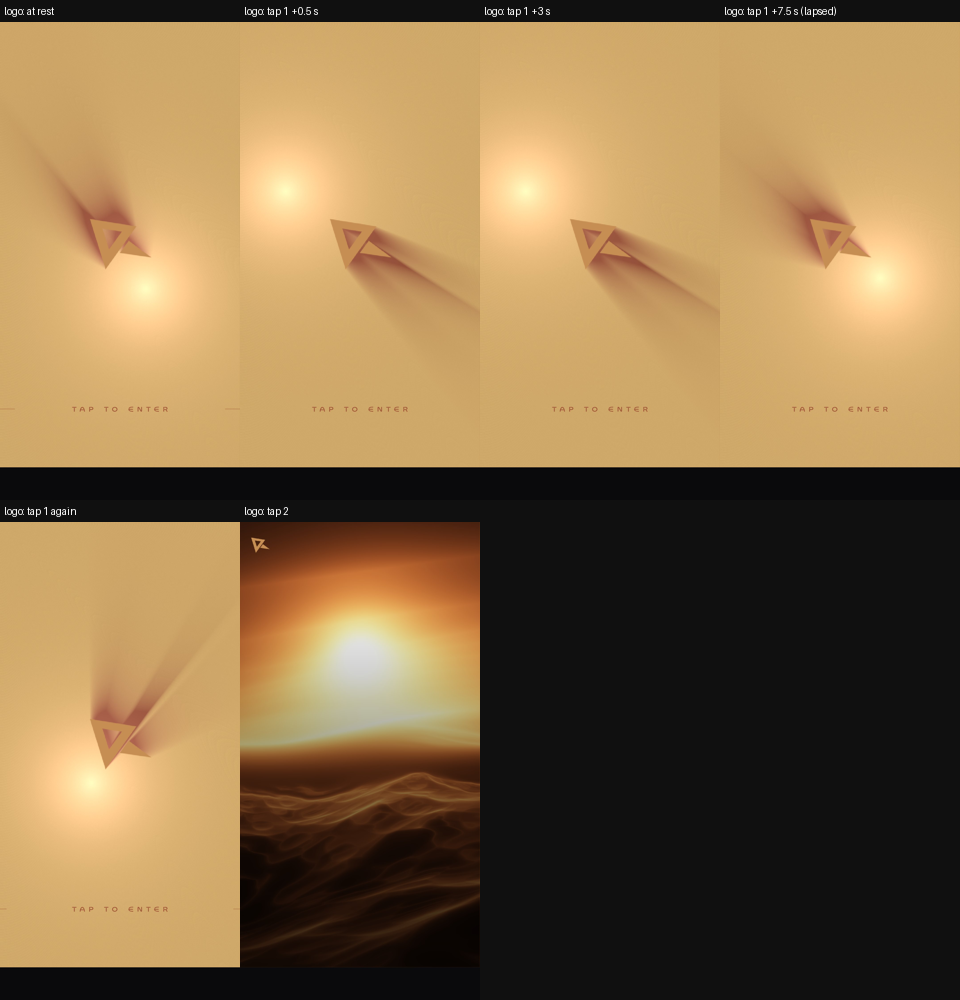 logo: at rest
logo: tap 1 +0.5 s
logo: tap 1 +3 s
logo: tap 1 +7.5 s (lapsed)
TAP TO ENTER
TAP TO ENTER
TAP TO ENTER
TAP TO ENTER
logo: tap 1 again
logo: tap 2
TAP TO ENTER